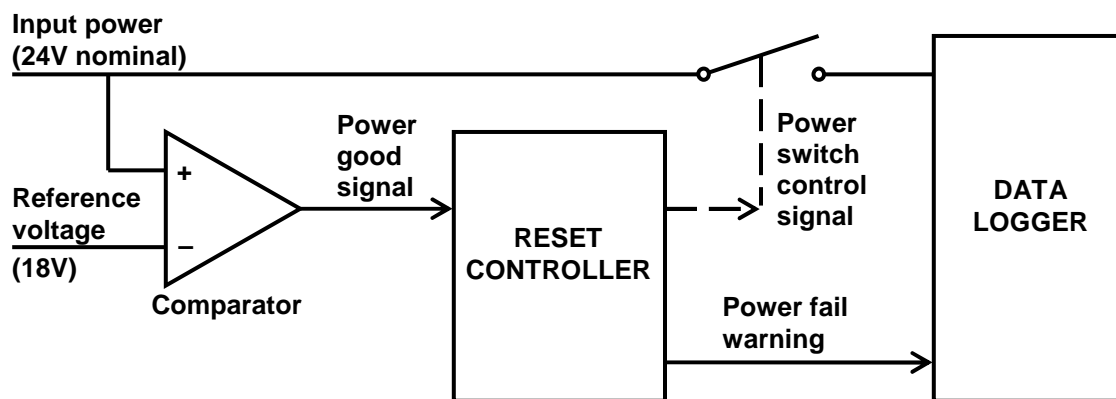 Input power
(24V nominal)
Power
good
signal
Power
switch
control
signal
+
Reference
voltage
–
(18V)
Comparator
RESET
CONTROLLER
DATA
LOGGER
Power fail
warning